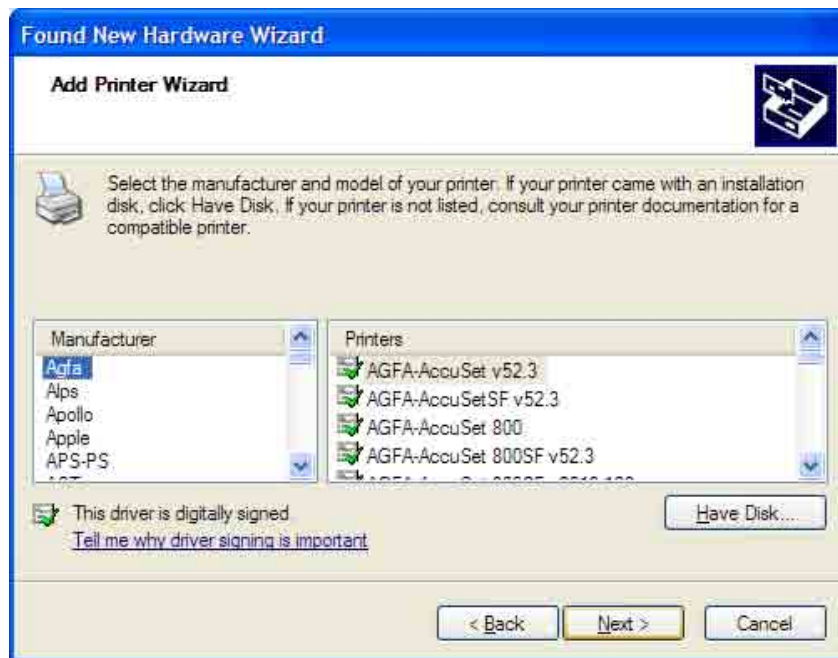 Found New Hardware Wizard
Add Printer Wizard
Select the manufacturer and model of your printer. If your printer came with an installation
disk, click Have Disk. If your printer is not listed, consult your printer documentation for a
compatible printer.
Manufacturer
Agfa
Alps
Apollo
Apple
APS-PS
Printers
AGFA-AccuSet v52.3
AGFA-AccuSetSF v52.3
AGFA-AccuSet 800
AGFA-AccuSet 800SF v52.3
This driver is digitally signed.
Tell me why driver signing is important
Have Disk...
< Back
Next >
Cancel